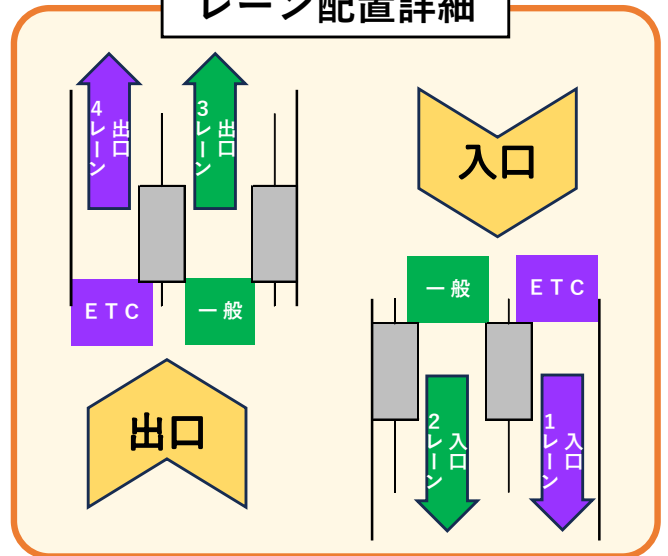 レーン配置詳細
出口
4レーン
出口
3レーン
入口
ETC
一般
一般
ETC
出口
入口
2レーン
入口
1レーン